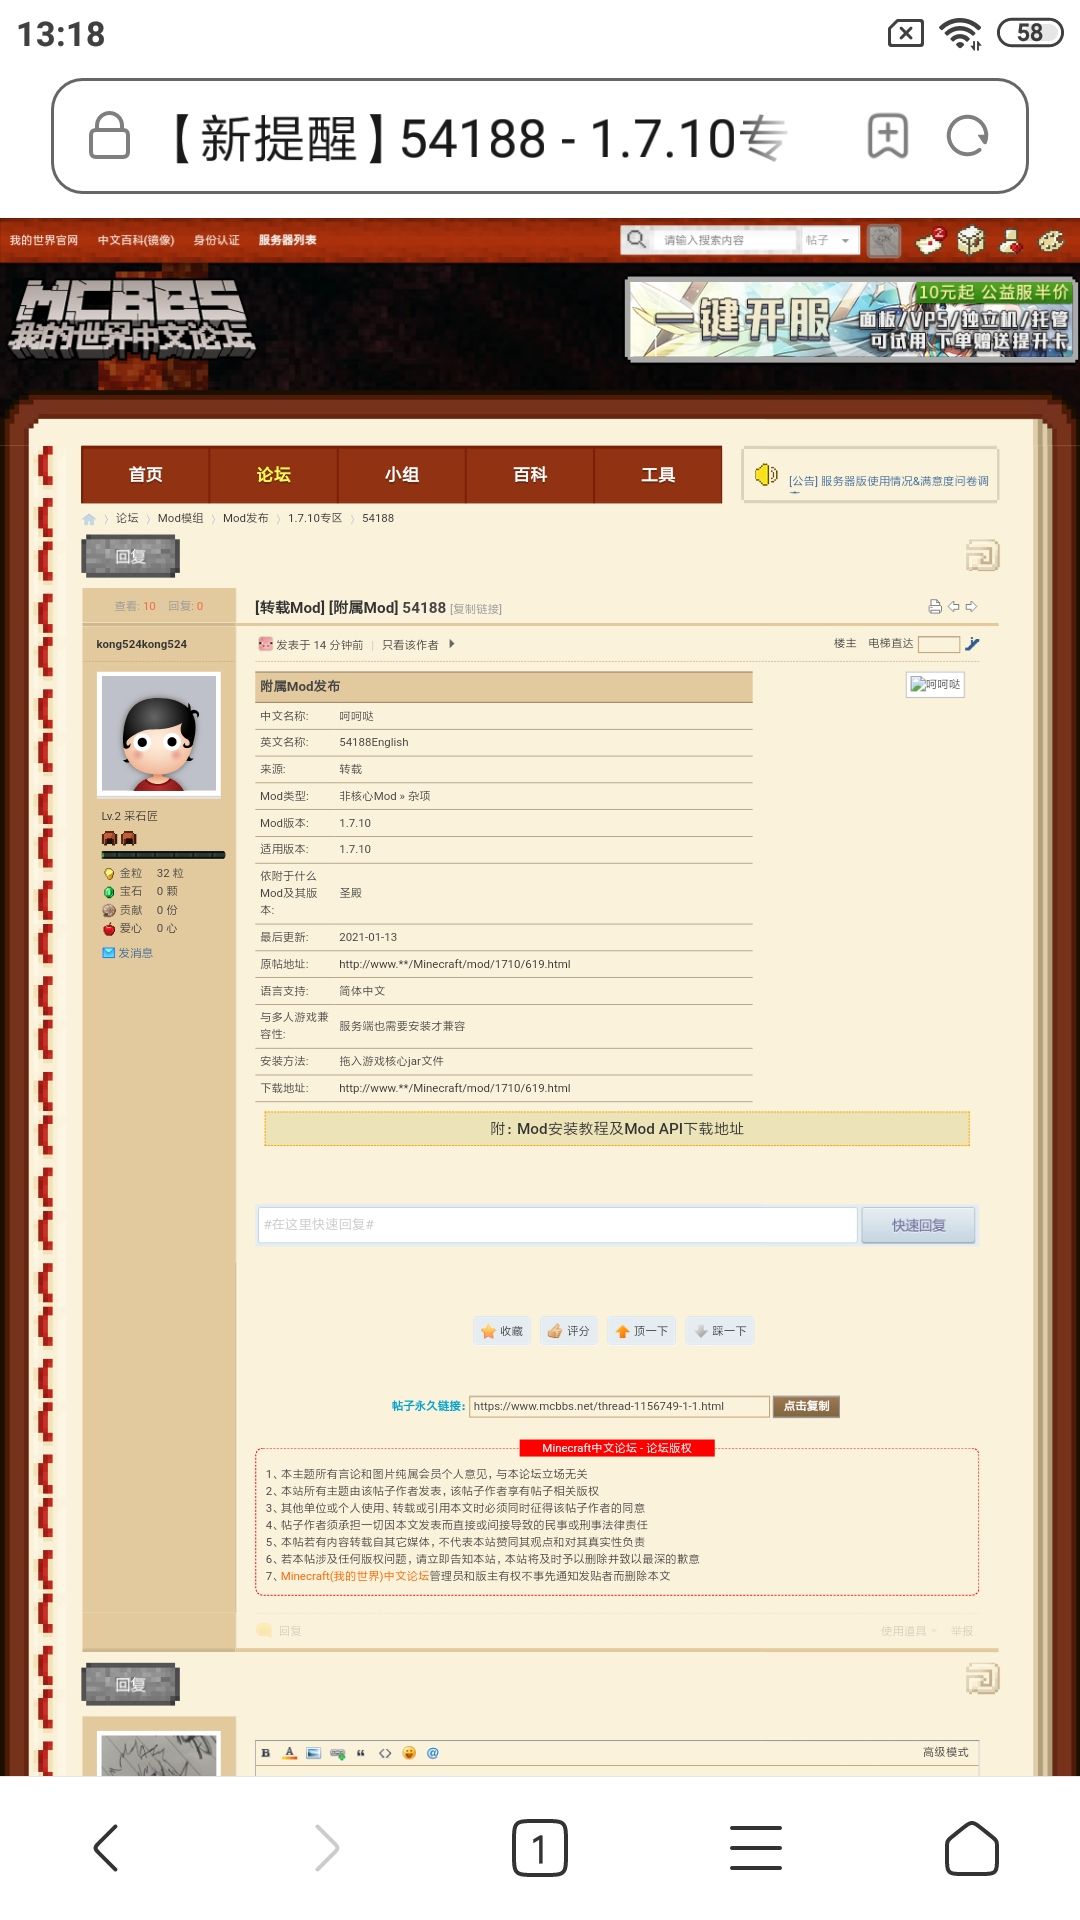 13:18
58
【新提醒】54188 - 1.7.10专
我的世界官网 中文百科(镜像) 身份认证 服务器列表
请输入搜索内容 帖子
2
MCBBS
我的世界中文论坛
10元起 公益服半价
一键开服
面板/VPS/独立机/托管
可试用 下单赠送提升卡
首页 论坛 小组 百科 工具
[公告] 服务器版使用情况&满意度问卷调
论坛 Mod模组 Mod发布 1.7.10专区 54188
回复
查看: 10 回复: 0
[转载Mod] [附属Mod] 54188 [复制链接]
kong524kong524
发表于 14 分钟前 | 只看该作者
楼主 电梯直达
附属Mod发布
呵呵哒
中文名称: 呵呵哒
英文名称: 54188English
来源: 转载
Mod类型: 非核心Mod » 杂项
Mod版本: 1.7.10
适用版本: 1.7.10
依附于什么
Mod及其版
本:
圣殿
最后更新: 2021-01-13
原帖地址: http://www.**/Minecraft/mod/1710/619.html
语言支持: 简体中文
与多人游戏兼
容性:
服务端也需要安装才兼容
安装方法: 拖入游戏核心jar文件
下载地址: http://www.**/Minecraft/mod/1710/619.html
Lv.2 采石匠
金粒 32 粒
宝石 0 颗
贡献 0 份
爱心 0 心
发消息
附: Mod安装教程及Mod API下载地址
#在这里快速回复#
快速回复
收藏 评分 顶一下 踩一下
帖子永久链接: https://www.mcbbs.net/thread-1156749-1-1.html 点击复制
Minecraft中文论坛 - 论坛版权
1、本主题所有言论和图片纯属会员个人意见, 与本论坛立场无关
2、本站所有主题由该帖子作者发表, 该帖子作者享有帖子相关版权
3、其他单位或个人使用、转载或引用本文时必须同时征得该帖子作者的同意
4、帖子作者须承担一切因本文发表而直接或间接导致的民事或刑事法律责任
5、本帖若有内容转载自其它媒体, 不代表本站赞同其观点和对其真实性负责
6、若本帖涉及任何版权问题, 请立即告知本站, 本站将及时予以删除并致以最深的歉意
7、Minecraft(我的世界)中文论坛管理员和版主有权不事先通知发贴者而删除本文
回复
使用道具 举报
回复
B A “ <> @
高级模式
1